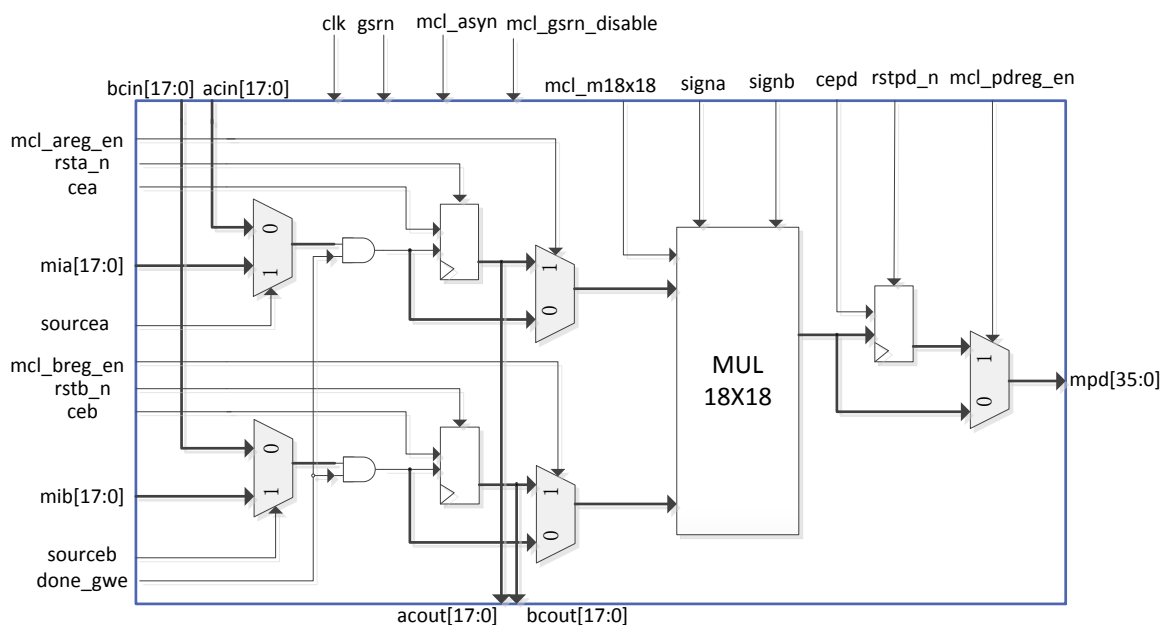 clk gsrn mcl_asyn mcl_gsrn_disable
bcin[17:0] acin[17:0] mcl_m18x18 signa signb cepd rstpd_n mcl_pdreg_en
mcl_areg_en
rsta_n
cea
0
mia[17:0]
1
1
0
sourcea
mcl_breg_en
rstb_n
ceb
MUL
18X18
1
0
mpd[35:0]
0
mib[17:0]
1
1
0
sourceb
done_gwe
acout[17:0] bcout[17:0]